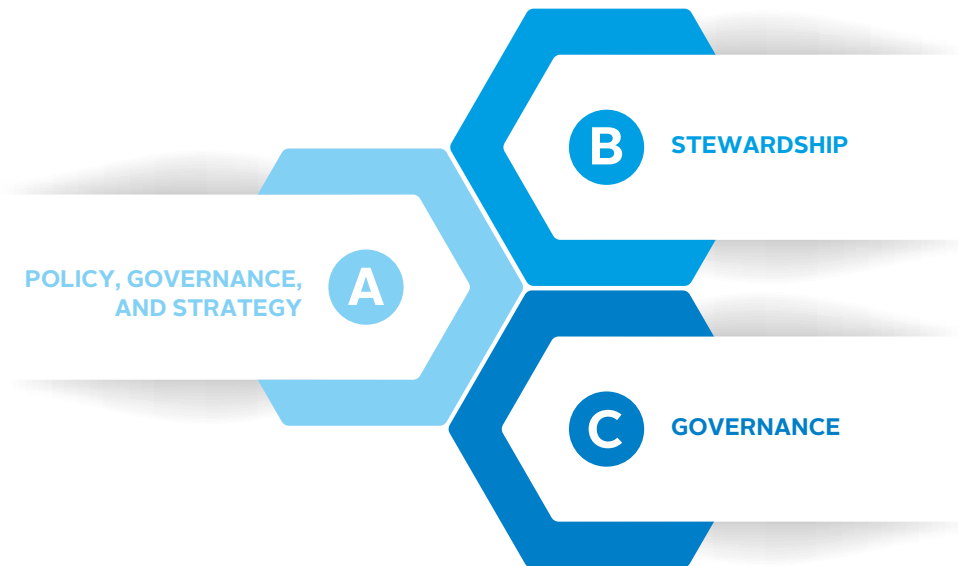 A
POLICY, GOVERNANCE,
AND STRATEGY
B
STEWARDSHIP
C
GOVERNANCE